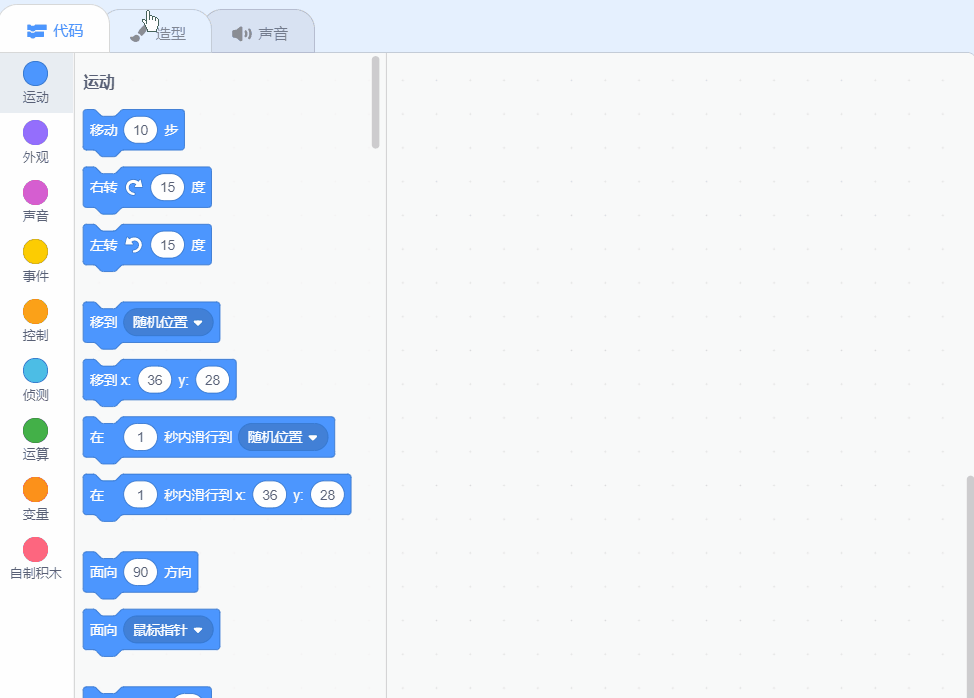 代码
造型
声音
运动
外观
声音
事件
控制
侦测
运算
变量
自制积木
运动
移动 10 步
右转 15 度
左转 15 度
移到 随机位置
移到 x: 36 y: 28
在 1 秒内滑行到 随机位置
在 1 秒内滑行到 x: 36 y: 28
面向 90 方向
面向 鼠标指针